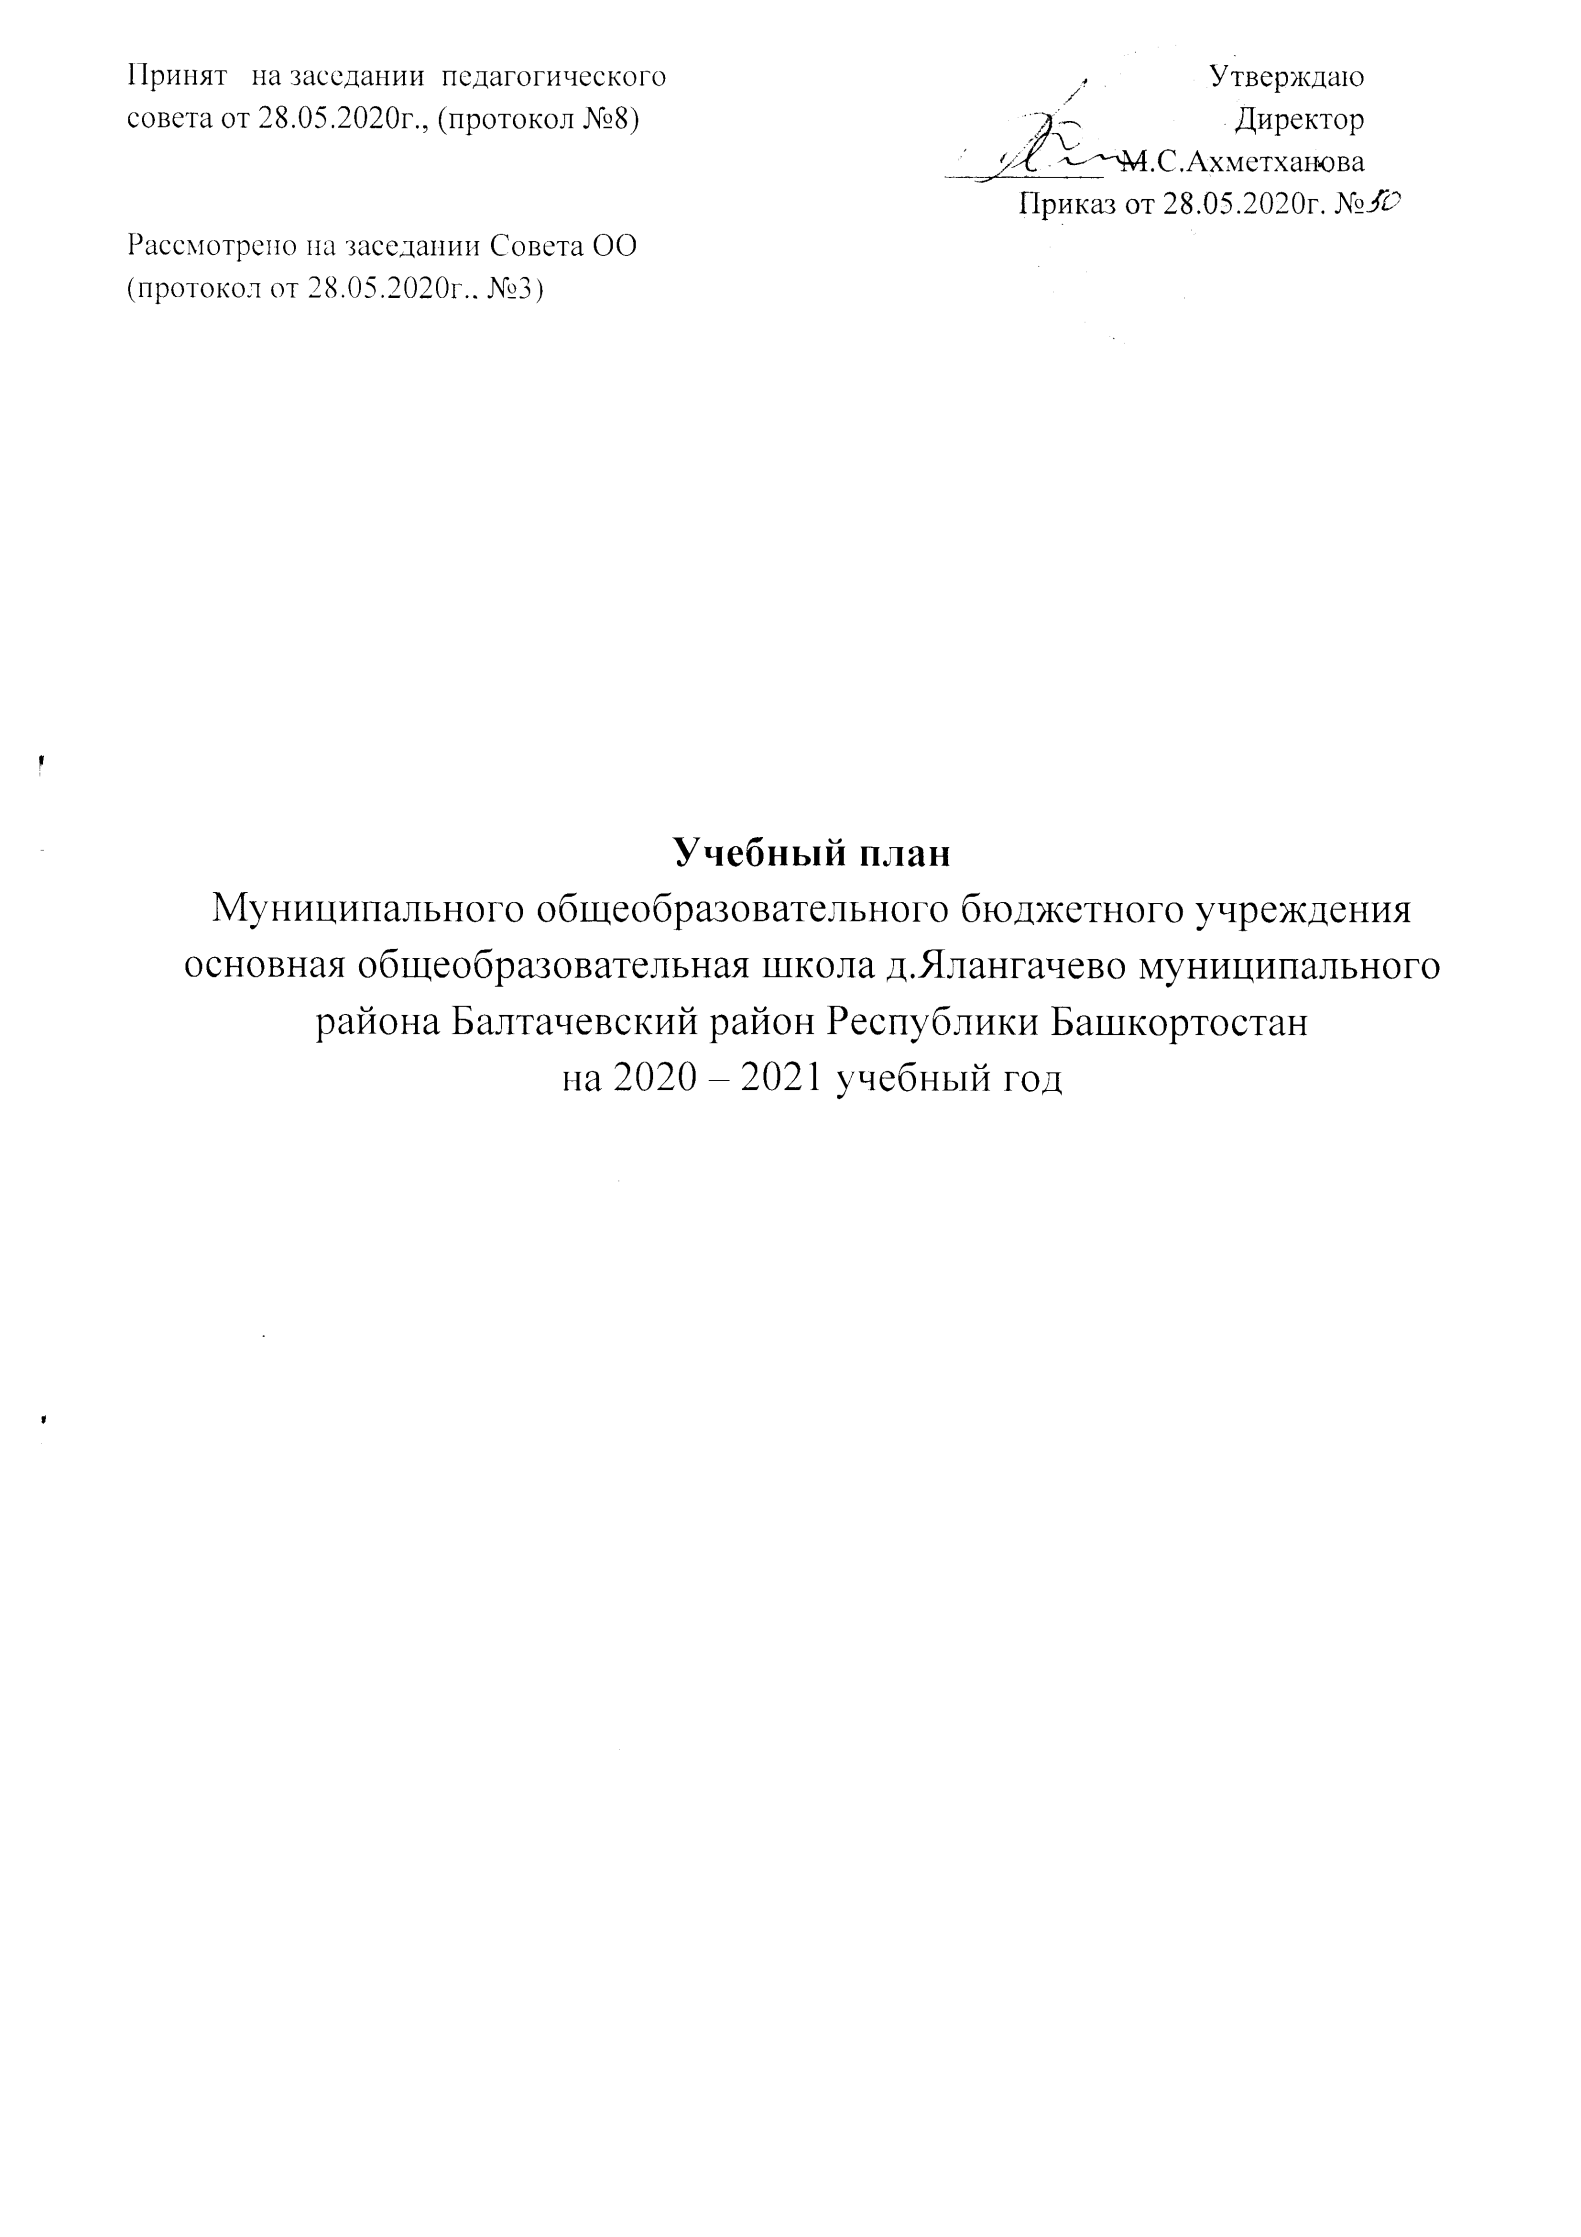 Принят на заседании педагогического
совета от 28.05.2020г., (протокол №8)
Утверждаю
Директор
М.С.Ахметханова
Приказ от 28.05.2020г. №50
Рассмотрено на заседании Совета ОО
(протокол от 28.05.2020г.. №3)
Учебный план
Муниципального общеобразовательного бюджетного учреждения
основная общеобразовательная школа д.Ялангачево муниципального
района Балтачевский район Республики Башкортостан
на 2020 – 2021 учебный год